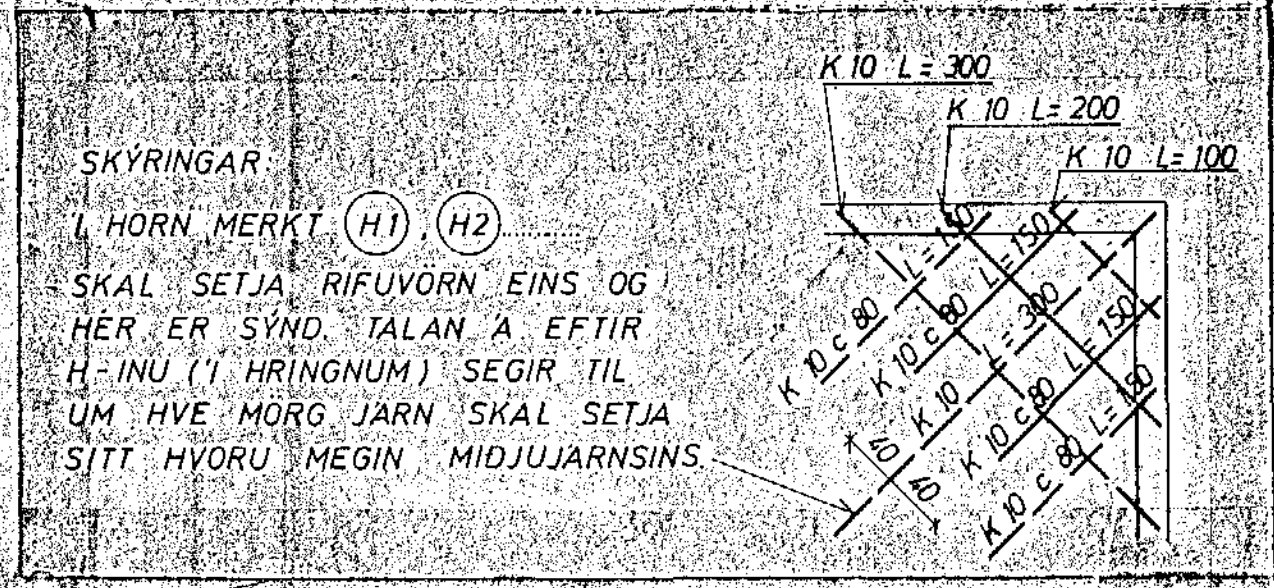 SKÝRINGAR:
Í HORN MERKT (H1), (H2)..........
SKAL SETJA RIFUVÖRN EINS OG
HÉR ER SÝND. TALAN Á EFTIR
H-INU (Í HRINGNUM) SEGIR TIL
UM HVE MÖRG JÁRN SKAL SETJA
SITT HVORU MEGIN MIÐJUJÁRNSINS.
K 10 L= 300
K 10 L= 200
K 10 L= 100
K 10 c 80 L= 150
K 10 c 80 L= 150
K 10 L= 300
K 10 c 80 L= 150
K 10 c 80 L= 150
40
40